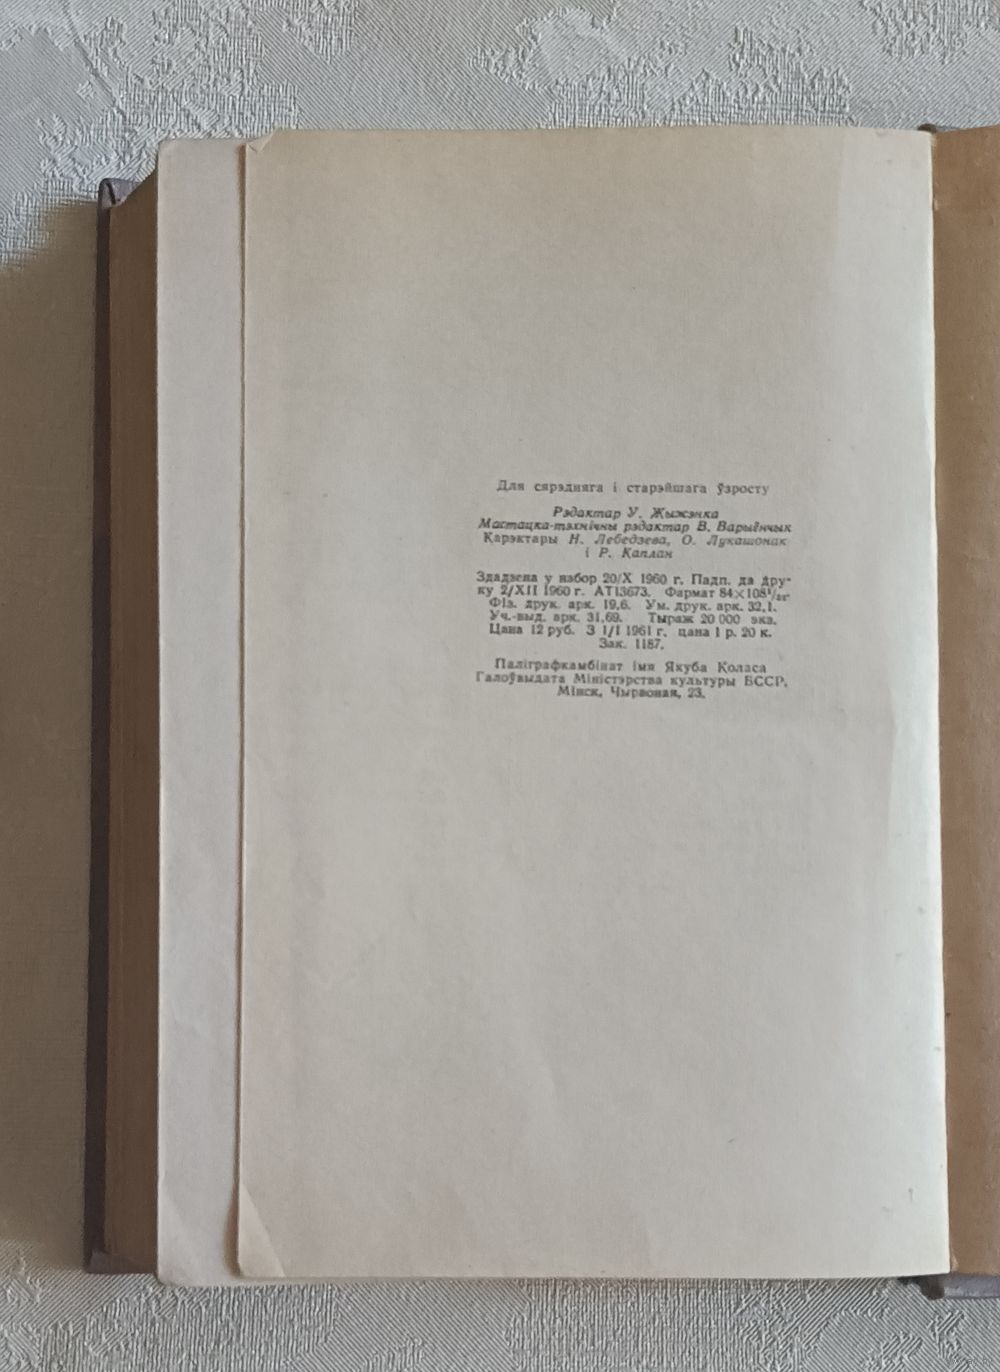 Для сярэдняга і старэйшага ўзросту
Рэдактар У. Жыжэнка
Мастацка-тэхнічны рэдактар В. Варыёнчык
Карэктары Н. Лебедзева, О. Лукашонак
і Р. Каплан
Здадзена у набор 20/X 1960 г. Падп. да дру-
ку 2/XII 1960 г. АТ13673. Фармат 84×108¹/₃₂.
Фіз. друк. арк. 19,6. Ум. друк. арк. 32,1.
Уч.-выд. арк. 31,69. Тыраж 20 000 экз.
Цана 12 руб. З 1/I 1961 г. цана 1 р. 20 к.
Зак. 1187.
Паліграфкамбінат імя Якуба Коласа
Галоўвыдата Міністэрства культуры БССР,
Мінск, Чырвоная, 23.